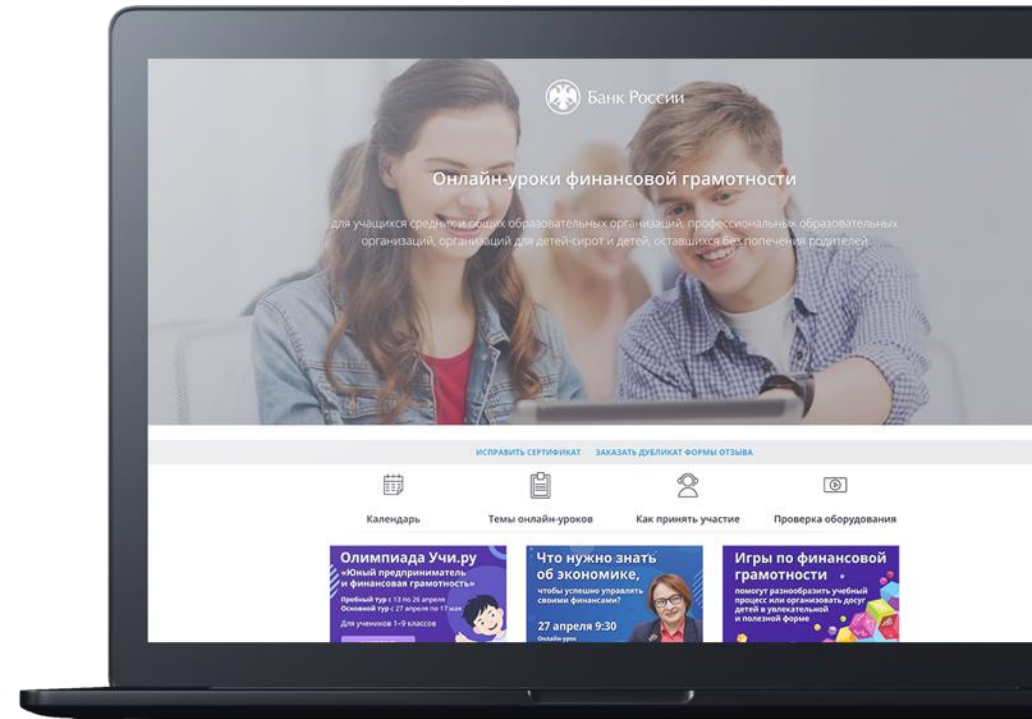 Банк России
Онлайн-уроки финансовой грамотности
для учащихся средних и общих образовательных организаций, профессиональных образовательных
организаций, организаций для детей-сирот и детей, оставшихся без попечения родителей
ИСПРАВИТЬ СЕРТИФИКАТ ЗАКАЗАТЬ ДУБЛИКАТ ФОРМЫ ОТЗЫВА
Календарь
Темы онлайн-уроков
Как принять участие
Проверка оборудования
Олимпиада Учи.ру
«Юный предприниматель
и финансовая грамотность»
Пробный тур с 13 по 26 апреля
Основной тур с 27 апреля по 17 мая
Для учеников 1–9 классов
Что нужно знать
об экономике,
чтобы успешно управлять
своими финансами?
27 апреля 9:30
Онлайн-урок
Игры по финансовой
грамотности
помогут разнообразить учебный
процесс или организовать досуг
детей в увлекательной
и полезной форме